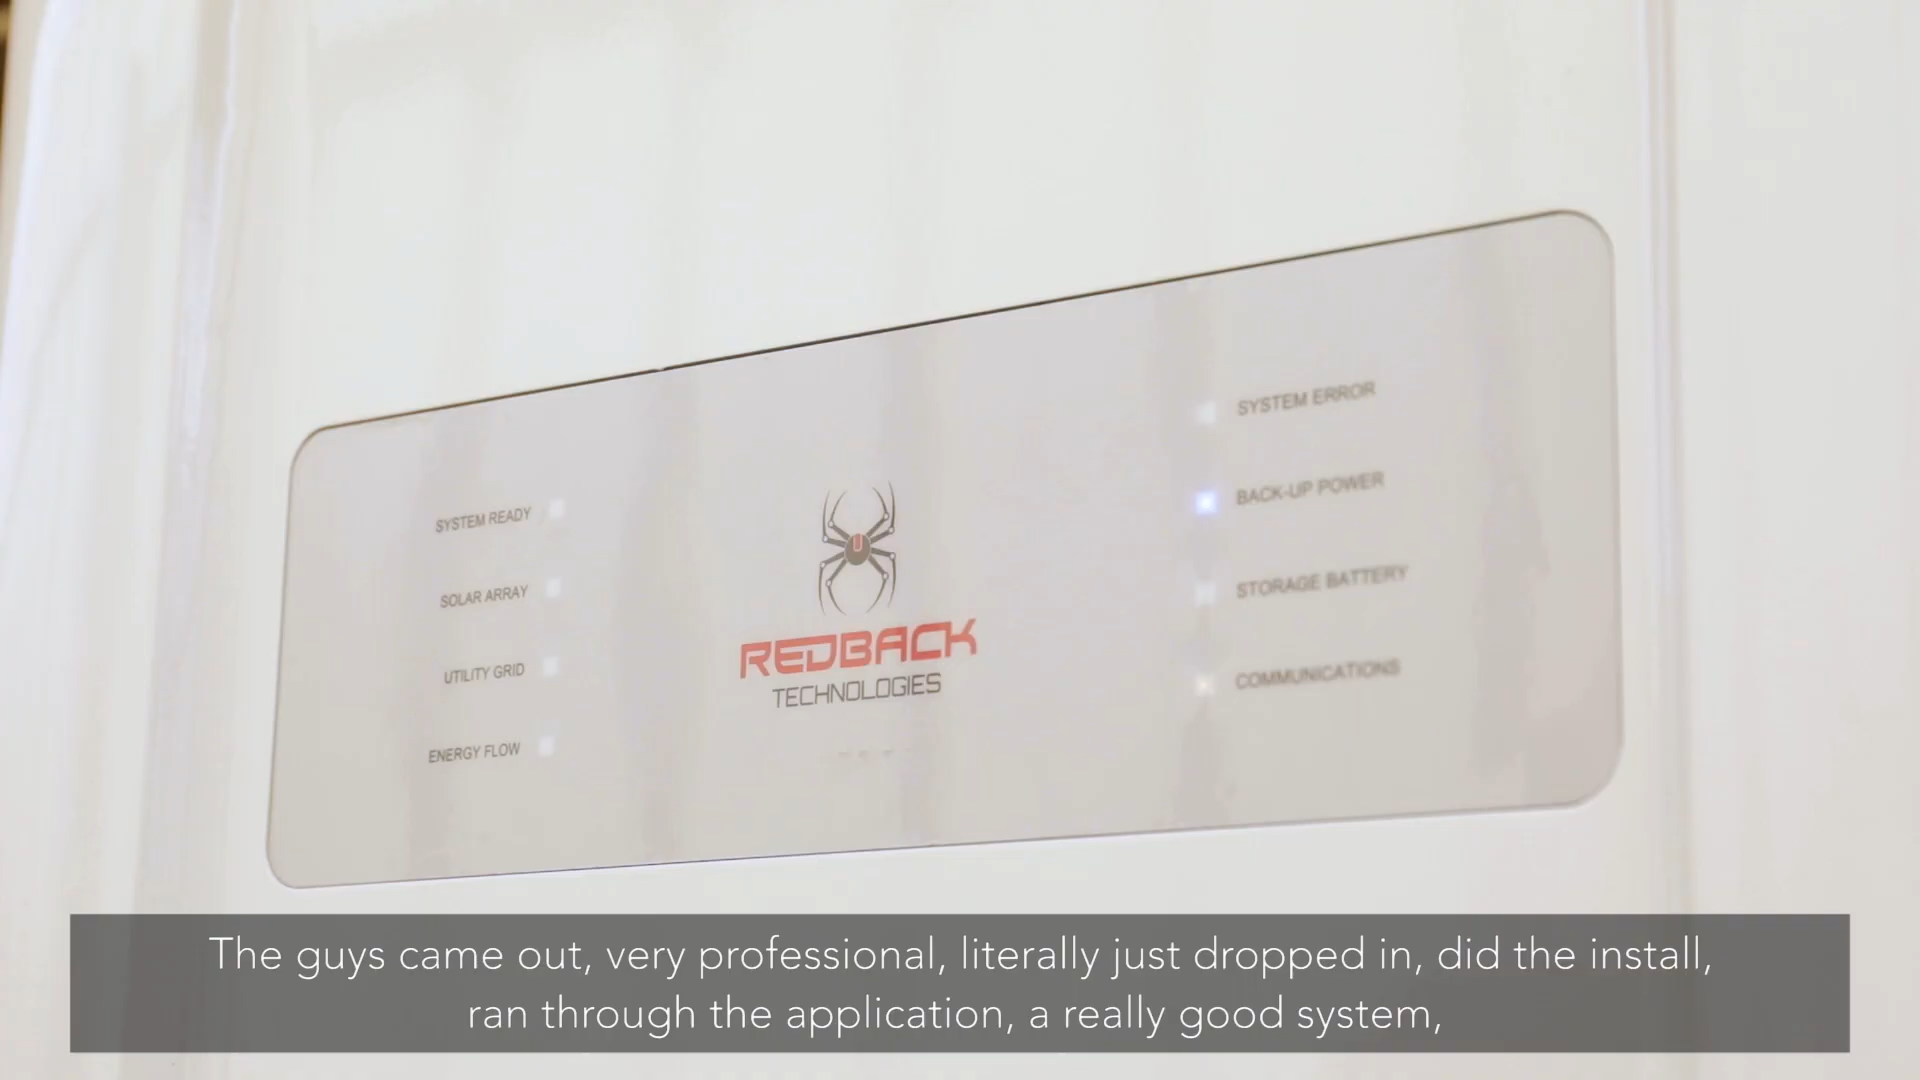 SYSTEM READY
SOLAR ARRAY
UTILITY GRID
ENERGY FLOW
REDBACK
TECHNOLOGIES
SYSTEM ERROR
BACK-UP POWER
STORAGE BATTERY
COMMUNICATIONS
The guys came out, very professional, literally just dropped in, did the install,
ran through the application, a really good system,